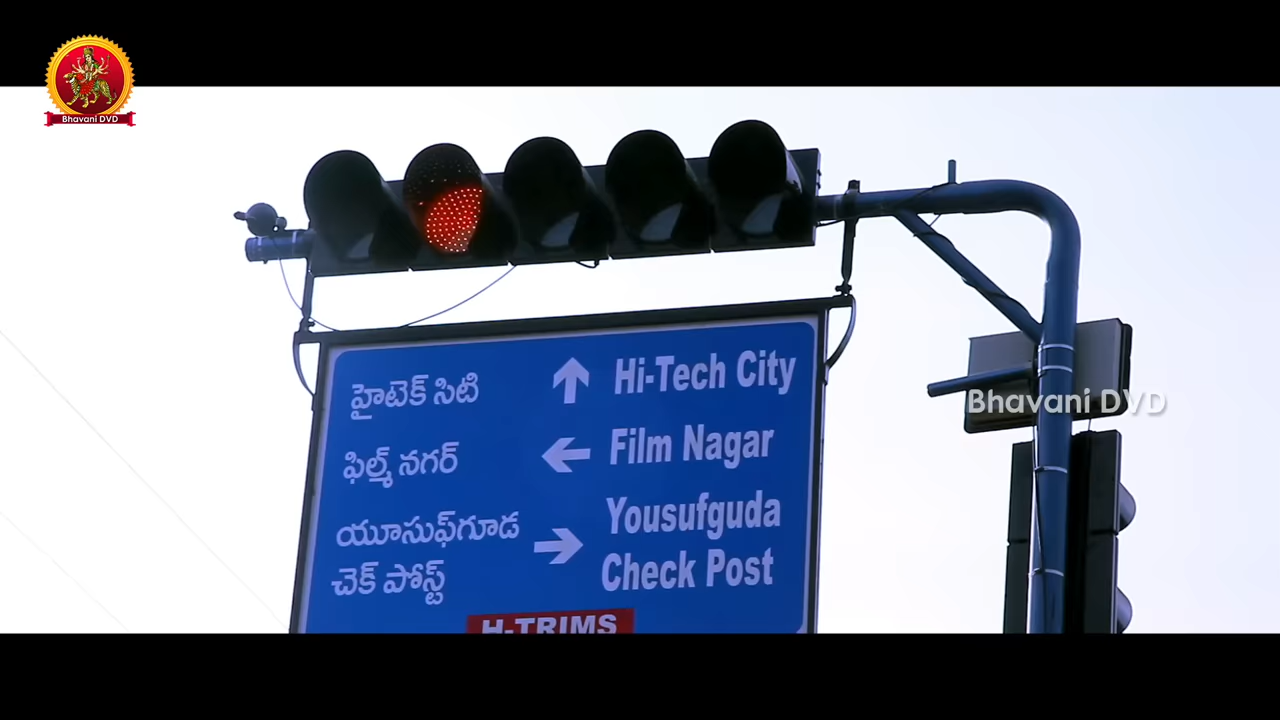 Bhavani DVD
హైటెక్ సిటి
Hi-Tech City
ఫిల్మ్ నగర్
Film Nagar
యూసుఫ్‌గూడ
చెక్ పోస్ట్
Yousufguda
Check Post
H-TRIMS
Bhavani DVD